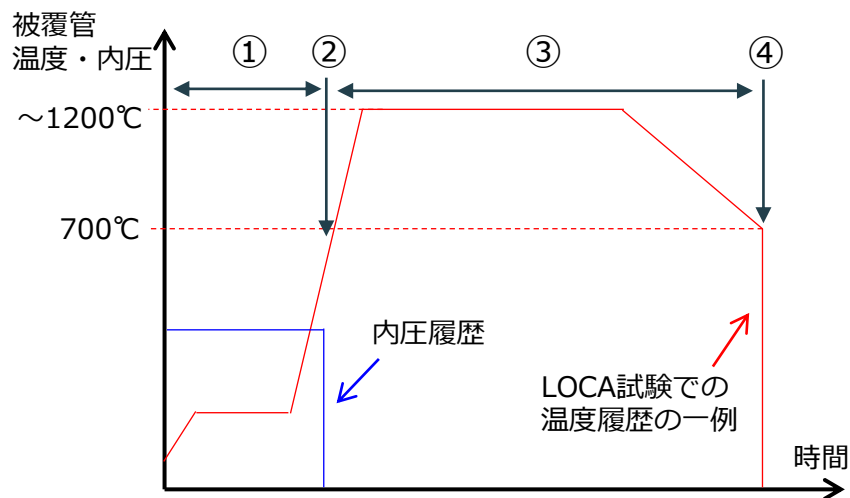 被覆管
温度・内圧
①
②
③
④
～1200℃
700℃
内圧履歴
LOCA試験での
温度履歴の一例
時間